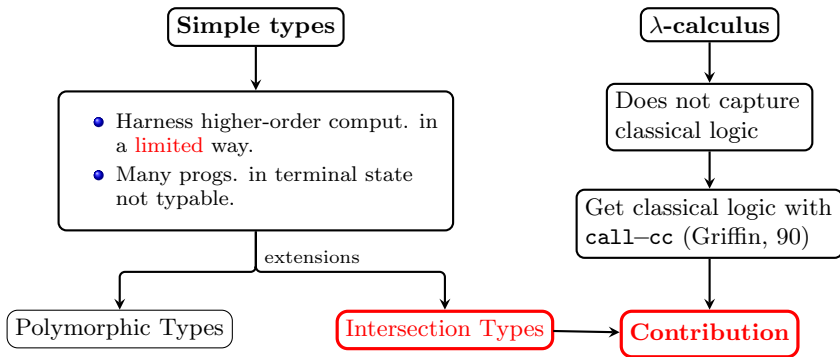 Simple types
λ-calculus
Harness higher-order comput. in
a limited way.
Many progs. in terminal state
not typable.
Does not capture
classical logic
Get classical logic with
call–cc (Griffin, 90)
extensions
Polymorphic Types
Intersection Types
Contribution